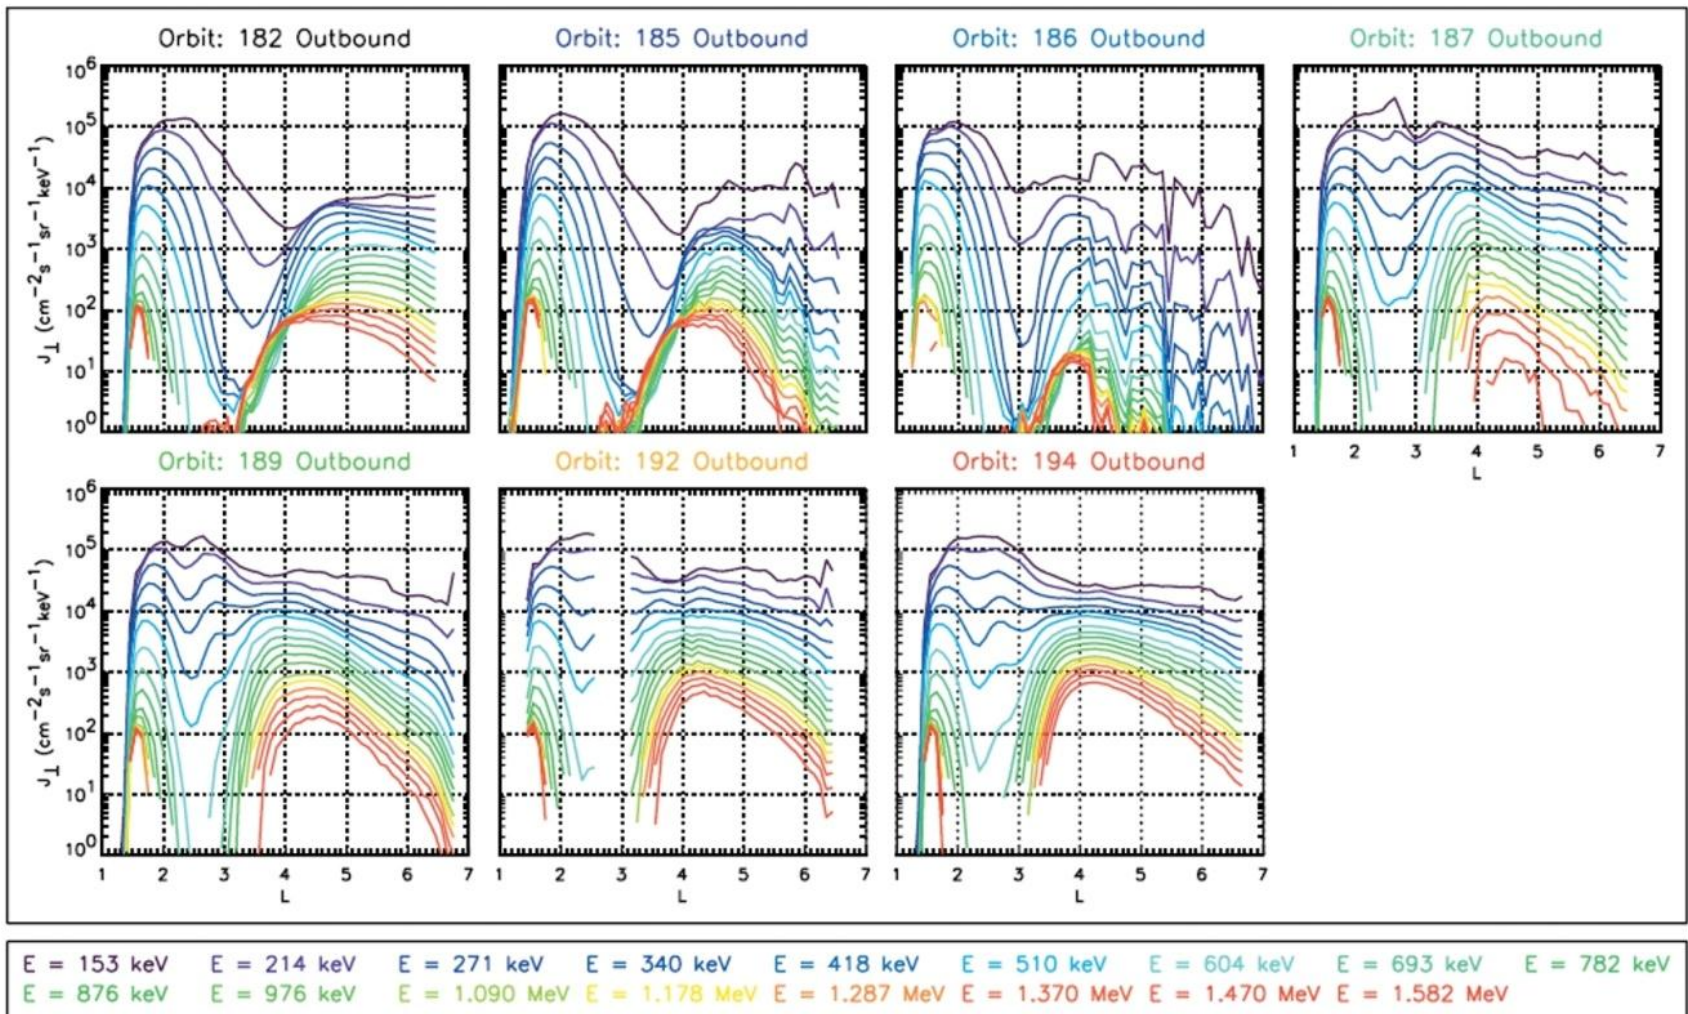 Orbit: 182 Outbound
Orbit: 185 Outbound
Orbit: 186 Outbound
Orbit: 187 Outbound
10⁶
10⁵
10⁴
10³
10²
10¹
10⁰
J⊥ (cm⁻²s⁻¹sr⁻¹keV⁻¹)
1 2 3 4 5 6 7
L
Orbit: 189 Outbound
Orbit: 192 Outbound
Orbit: 194 Outbound
10⁶
10⁵
10⁴
10³
10²
10¹
10⁰
J⊥ (cm⁻²s⁻¹sr⁻¹keV⁻¹)
1 2 3 4 5 6 7
L
1 2 3 4 5 6 7
L
1 2 3 4 5 6 7
L
E = 153 keV E = 214 keV E = 271 keV E = 340 keV E = 418 keV E = 510 keV E = 604 keV E = 693 keV E = 782 keV
E = 876 keV E = 976 keV E = 1.090 MeV E = 1.178 MeV E = 1.287 MeV E = 1.370 MeV E = 1.470 MeV E = 1.582 MeV